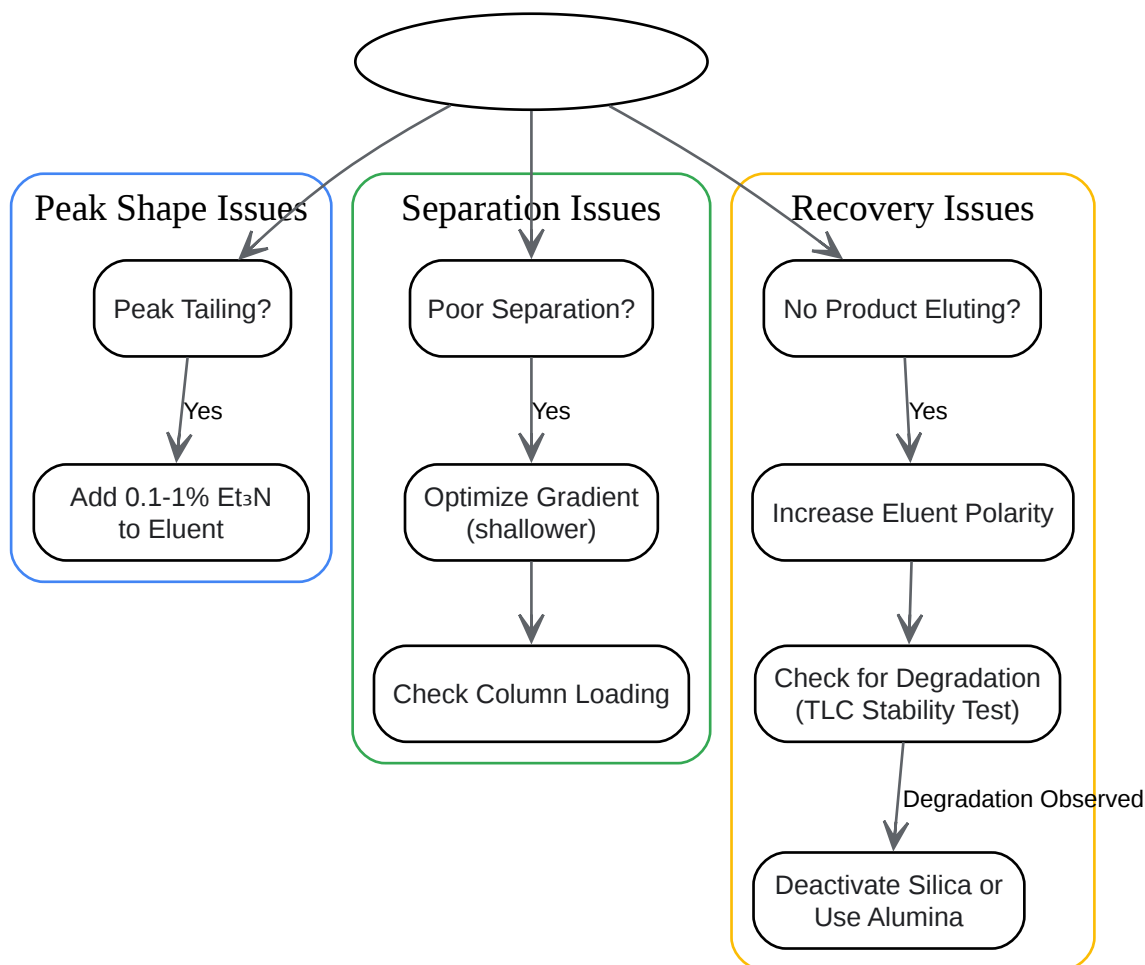 Peak Shape Issues
Peak Tailing?
Yes
Add 0.1-1% Et₃N
to Eluent
Separation Issues
Poor Separation?
Yes
Optimize Gradient
(shallower)
Check Column Loading
Recovery Issues
No Product Eluting?
Yes
Increase Eluent Polarity
Check for Degradation
(TLC Stability Test)
Degradation Observed
Deactivate Silica or
Use Alumina